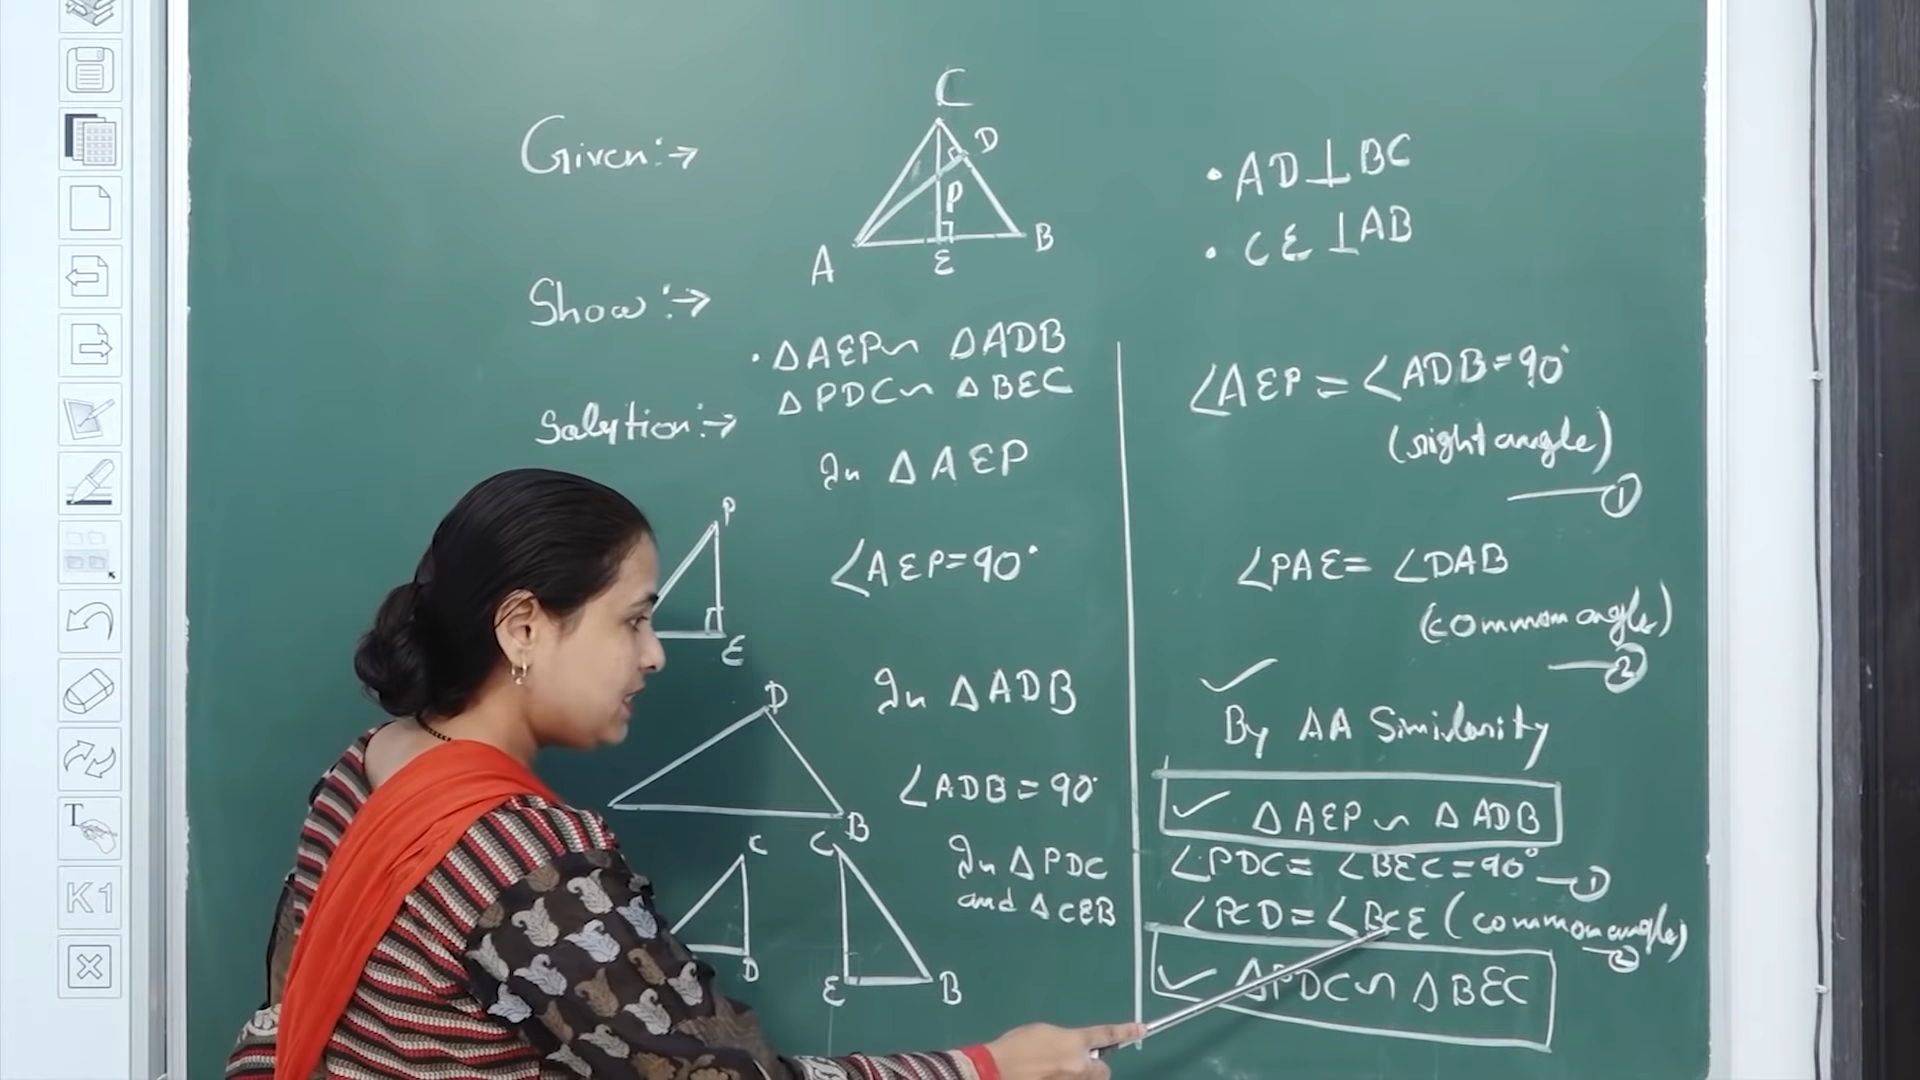 C
Given:→
D
• AD⊥BC
P
• CE⊥AB
A
E
B
Show:→
• ΔAEP ~ ΔADB
ΔPDC ~ ΔBEC
∠AEP = ∠ADB = 90°
Solution:→
(right angle)
In ΔAEP
①
P
∠AEP = 90°
∠PAE = ∠DAB
(common angle)
E
②
✓
D
In ΔADB
By AA Similarity
∠ADB = 90°
✓ ΔAEP ~ ΔADB
B
C
C
In ΔPDC
∠PDC = ∠BEC = 90° — ①
and ΔCEB
∠PCD = ∠BCE (common angle)
②
D
E
B
✓ ΔPDC ~ ΔBEC
T
K1